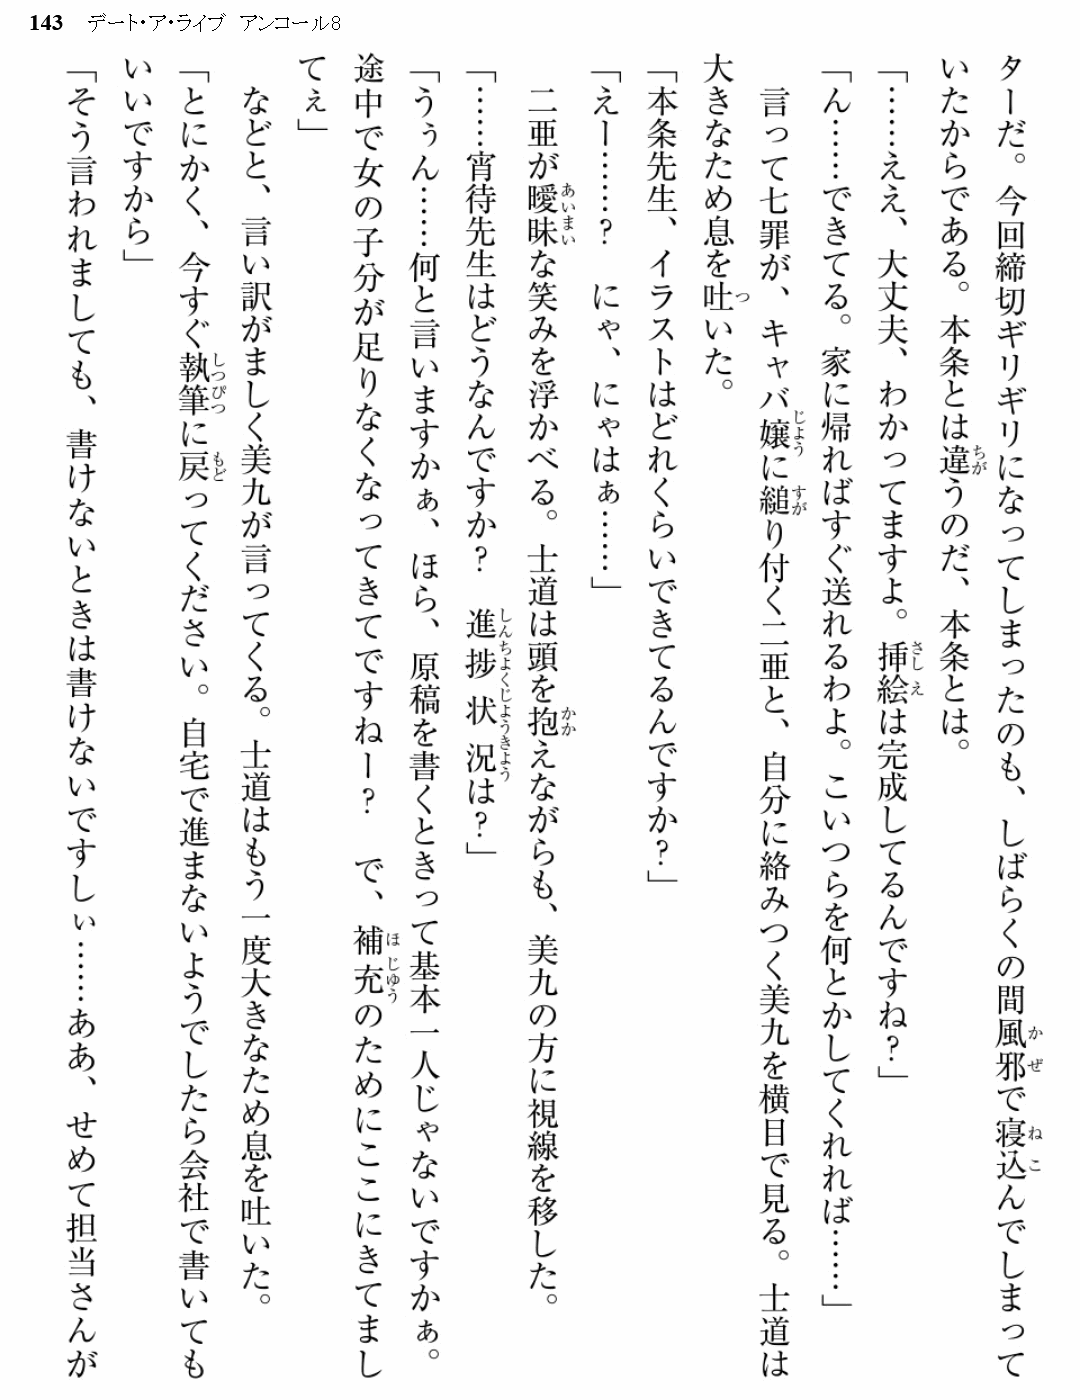 143　デート・ア・ライブ　アンコール8
ターだ。今回締切ギリギリになってしまったのも、しばらくの間風邪で寝込んでしまって
いたからである。本条とは違うのだ、本条とは。
「……ええ、大丈夫、わかってますよ。挿絵は完成してるんですね？」
「ん……できてる。家に帰ればすぐ送れるわよ。こいつらを何とかしてくれれば……」
　言って七罪が、キャバ嬢に縋り付く二亜と、自分に絡みつく美九を横目で見る。士道は
大きなため息を吐いた。
「本条先生、イラストはどれくらいできてるんですか？」
「えー……？　にゃ、にゃはぁ……」
　二亜が曖昧な笑みを浮かべる。士道は頭を抱えながらも、美九の方に視線を移した。
「……宵待先生はどうなんですか？　進捗状況は？」
「うぅん……何と言いますかぁ、ほら、原稿を書くときって基本一人じゃないですかぁ。
途中で女の子分が足りなくなってきてですねー？　で、補充のためにここにきてまし
てぇ」
　などと、言い訳がましく美九が言ってくる。士道はもう一度大きなため息を吐いた。
「とにかく、今すぐ執筆に戻ってください。自宅で進まないようでしたら会社で書いても
いいですから」
「そう言われましても、書けないときは書けないですしぃ……ああ、せめて担当さんが